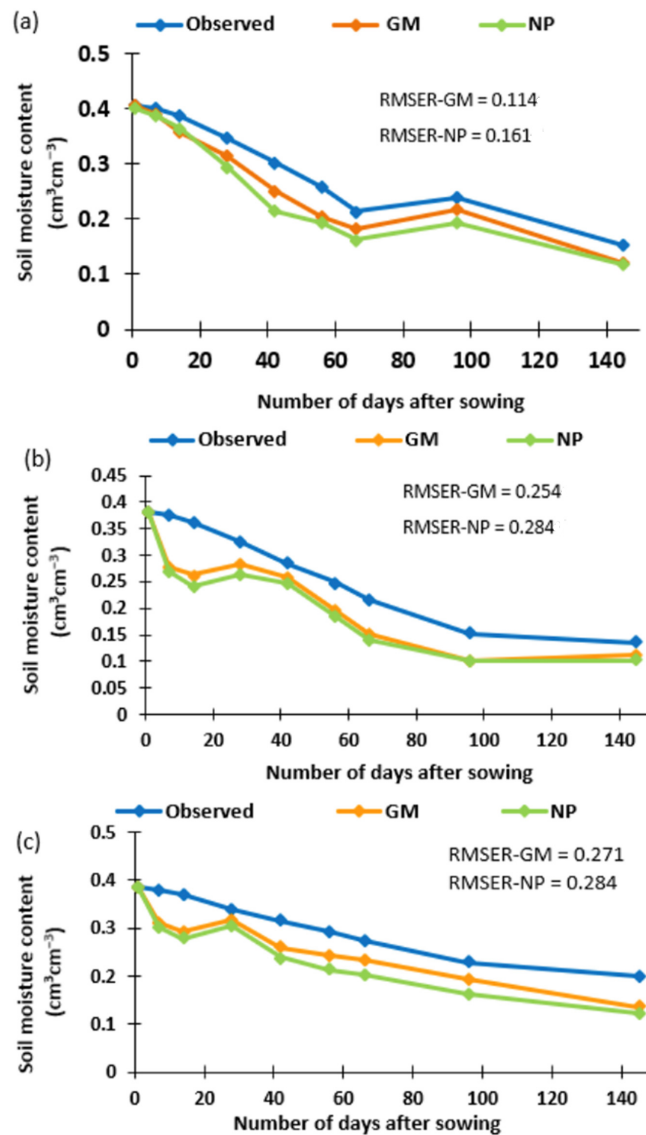 (a)
Observed GM NP
0.5
0.4
0.3
0.2
0.1
0
RMSER-GM = 0.114
RMSER-NP = 0.161
Soil moisture content
(cm³cm⁻³)
0 20 40 60 80 100 120 140
Number of days after sowing
(b)
Observed GM NP
0.45
0.4
0.35
0.3
0.25
0.2
0.15
0.1
0.05
0
RMSER-GM = 0.254
RMSER-NP = 0.284
Soil moisture content
(cm³cm⁻³)
0 20 40 60 80 100 120 140
Number of days after sowing
(c)
Observed GM NP
0.5
0.4
0.3
0.2
0.1
0
RMSER-GM = 0.271
RMSER-NP = 0.284
Soil moisture content
(cm³cm⁻³)
0 20 40 60 80 100 120 140
Number of days after sowing